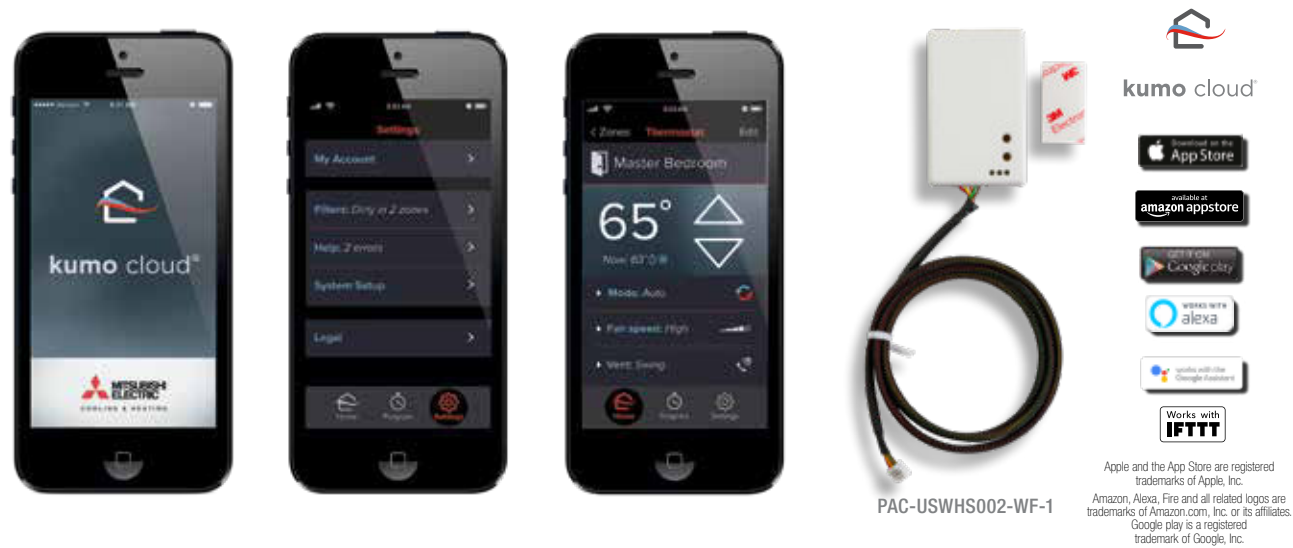 kumo cloud®
MITSUBISHI
ELECTRIC
COOLING & HEATING
Settings
My Account
Filters: Dirty in 2 zones
Help: 2 errors
System Setup
Legal
Home
Program
Settings
Zones
Thermostat
Edit
Master Bedroom
65°
Now: 63°
Mode: Auto
Fan speed: High
Vent: Swing
Home
Program
Settings
3M
Electron
PAC-USWHS002-WF-1
kumo cloud®
Download on the
App Store
available at
amazon appstore
GET IT ON
Google play
WORKS WITH
alexa
works with the
Google Assistant
Works with
IFTTT
Apple and the App Store are registered
trademarks of Apple, Inc.
Amazon, Alexa, Fire and all related logos are
trademarks of Amazon.com, Inc. or its affiliates.
Google play is a registered
trademark of Google, Inc.